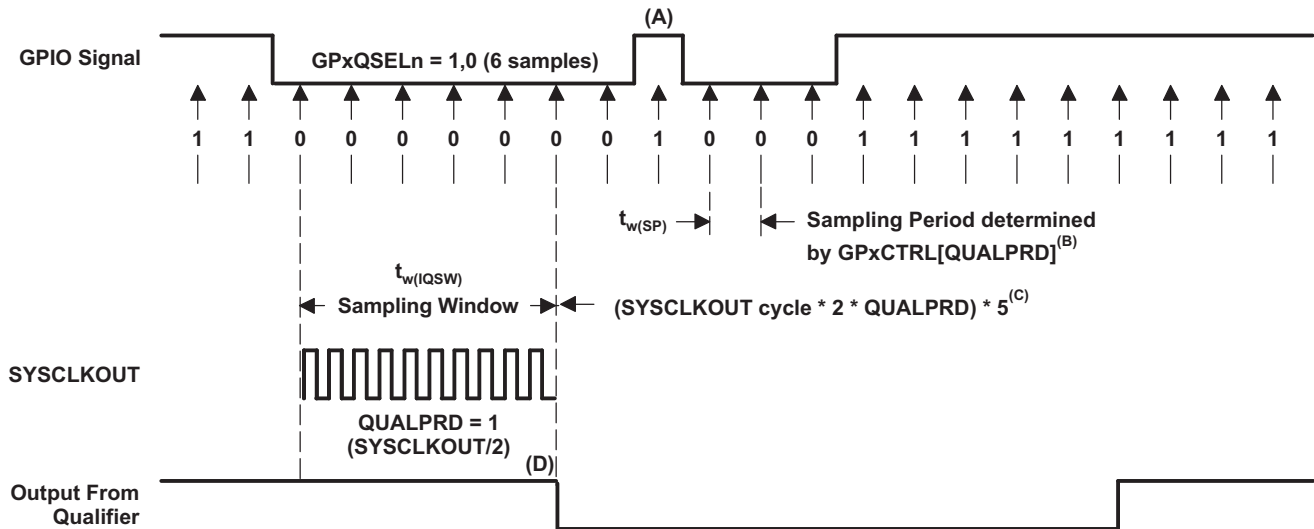 (A)
GPIO Signal
GPxQSELn = 1,0 (6 samples)
1 1 0 0 0 0 0 0 0 1 0 0 0 1 1 1 1 1 1 1 1 1
tw(SP)
Sampling Period determined
by GPxCTRL[QUALPRD](B)
tw(IQSW)
Sampling Window
(SYSCLKOUT cycle * 2 * QUALPRD) * 5(C)
SYSCLKOUT
QUALPRD = 1
(SYSCLKOUT/2)
(D)
Output From
Qualifier